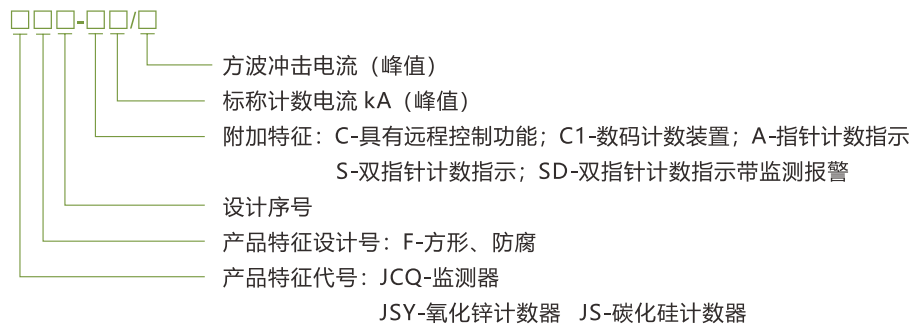 □□□-□□/□
方波冲击电流（峰值）
标称计数电流 kA（峰值）
附加特征：C-具有远程控制功能；C1-数码计数装置；A-指针计数指示
S-双指针计数指示；SD-双指针计数指示带监测报警
设计序号
产品特征设计号：F-方形、防腐
产品特征代号：JCQ-监测器
JSY-氧化锌计数器 JS-碳化硅计数器